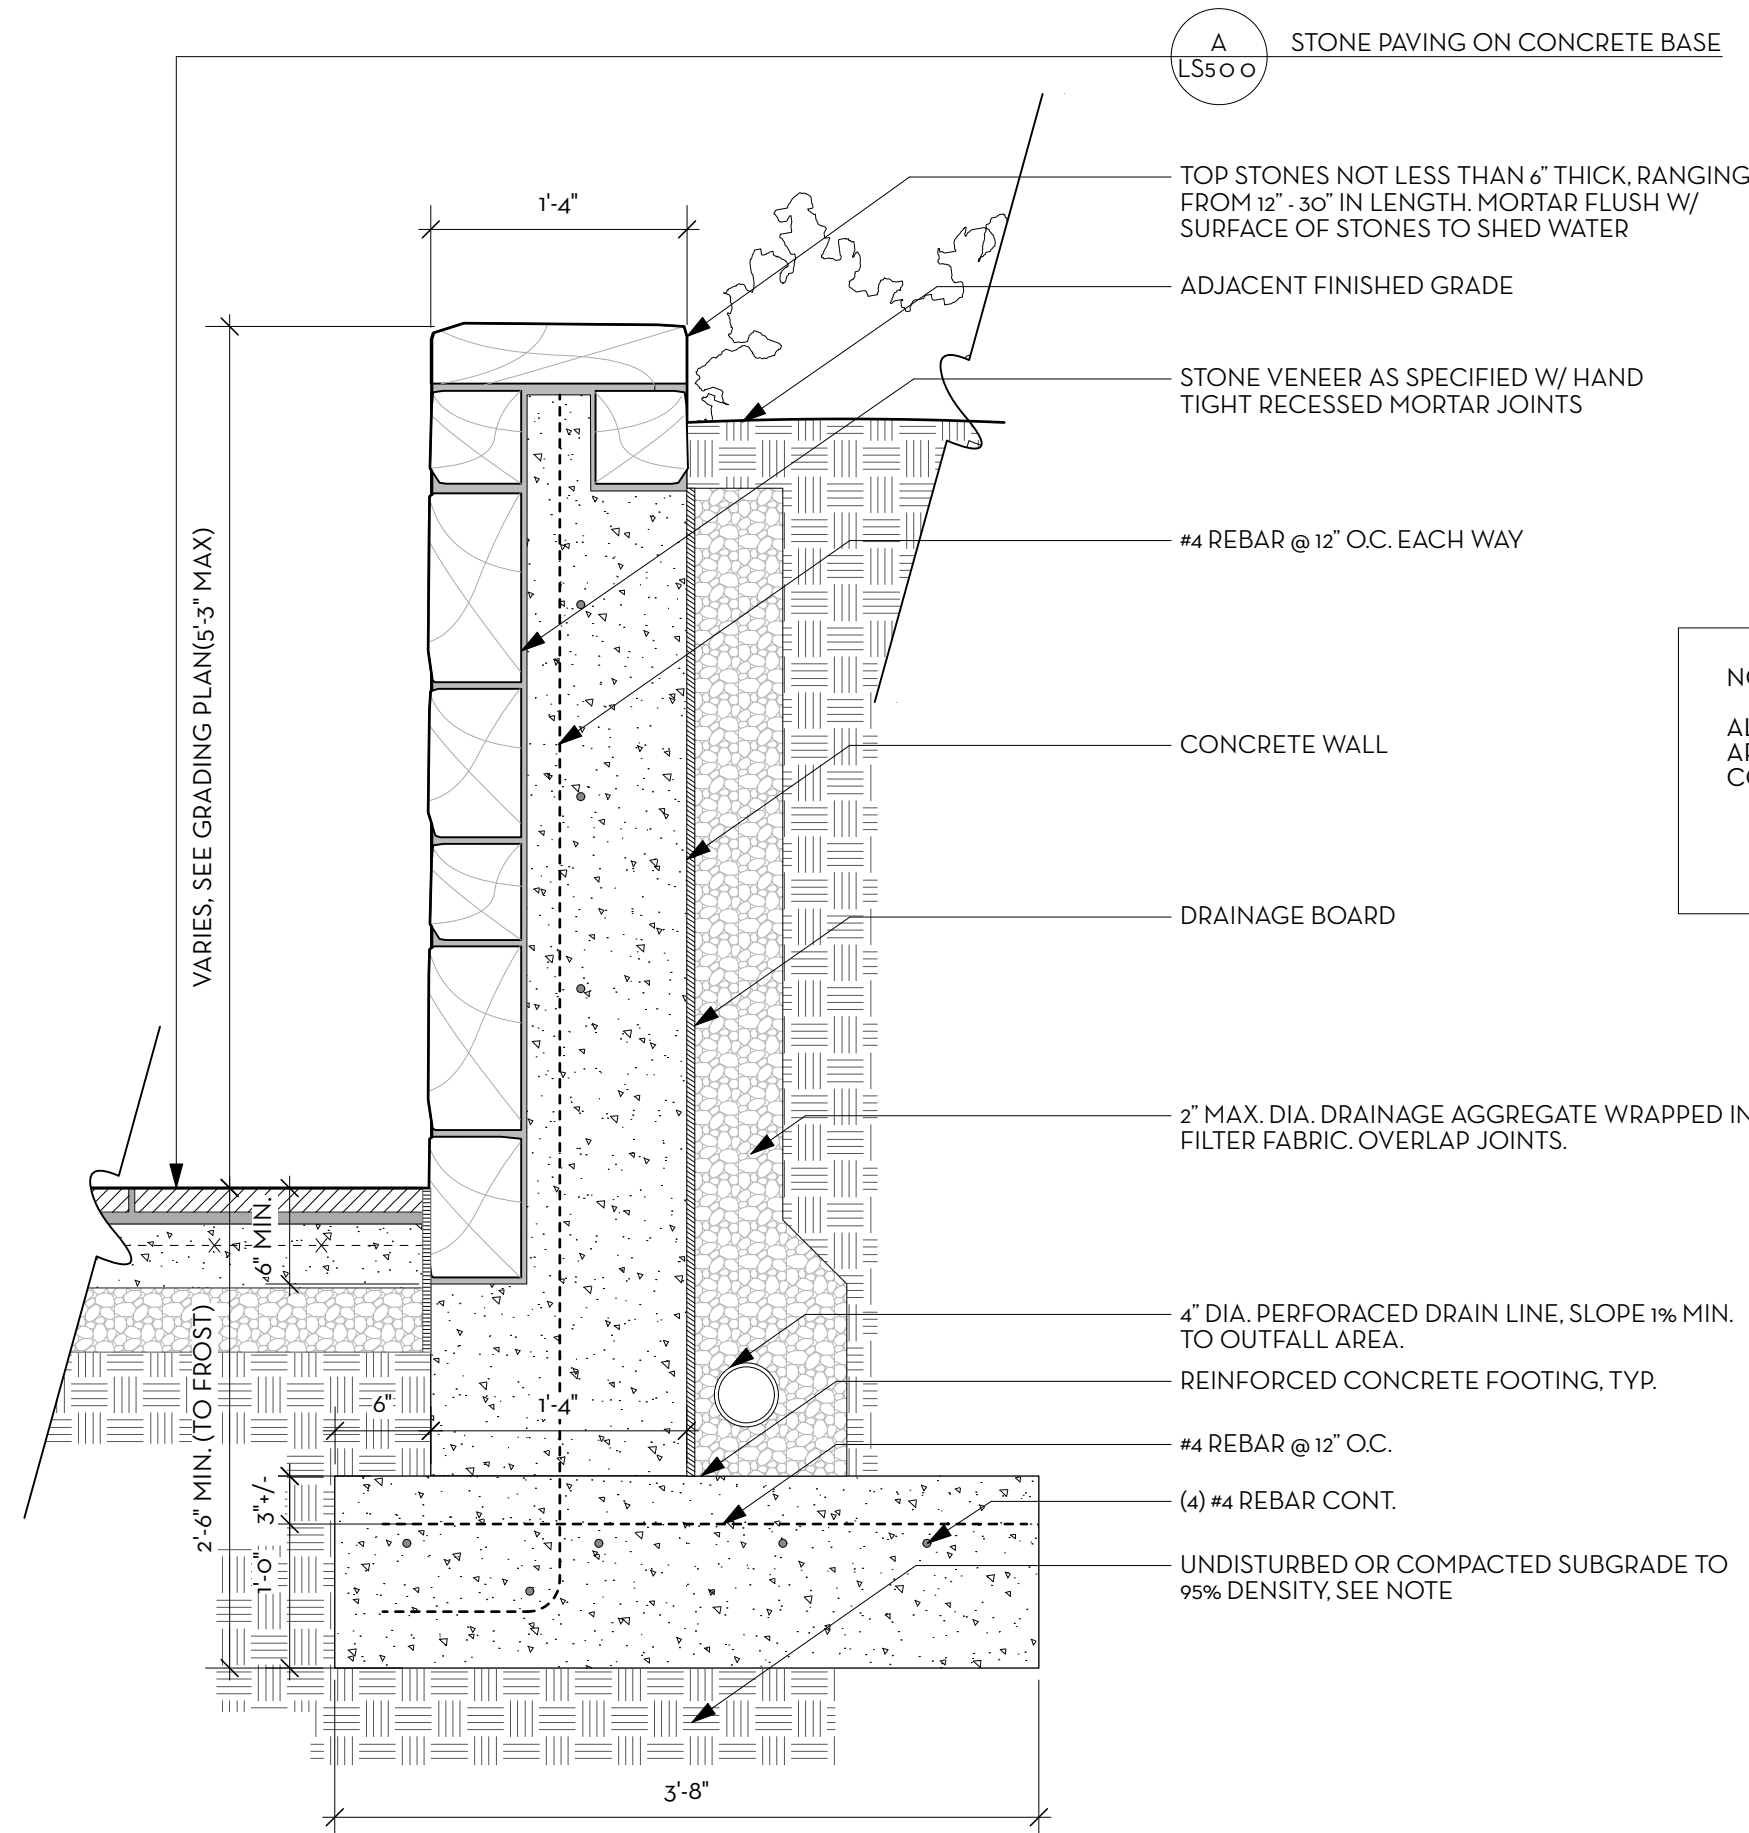 A
LS500
STONE PAVING ON CONCRETE BASE
TOP STONES NOT LESS THAN 6" THICK, RANGING
FROM 12" - 30" IN LENGTH. MORTAR FLUSH W/
SURFACE OF STONES TO SHED WATER
1'-4"
ADJACENT FINISHED GRADE
STONE VENEER AS SPECIFIED W/ HAND
TIGHT RECESSED MORTAR JOINTS
#4 REBAR @ 12" O.C. EACH WAY
VARIES, SEE GRADING PLAN(5'-3" MAX)
CONCRETE WALL
DRAINAGE BOARD
2" MAX. DIA. DRAINAGE AGGREGATE WRAPPED IN
FILTER FABRIC. OVERLAP JOINTS.
6" MIN.
4" DIA. PERFORACED DRAIN LINE, SLOPE 1% MIN.
TO OUTFALL AREA.
REINFORCED CONCRETE FOOTING, TYP.
6"
1'-4"
2'-6" MIN. (TO FROST)
#4 REBAR @ 12" O.C.
3"+/-
(4) #4 REBAR CONT.
1'-0"
UNDISTURBED OR COMPACTED SUBGRADE TO
95% DENSITY, SEE NOTE
3'-8"